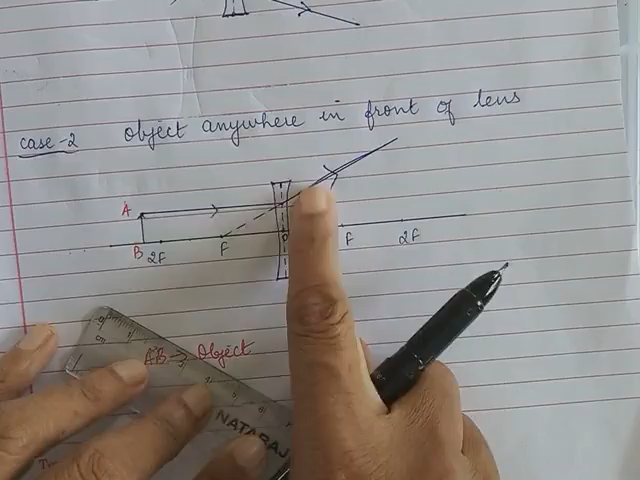 case-2 object anywhere in front of lens
A
B 2F F F 2F
AB → Object
NATARAJ